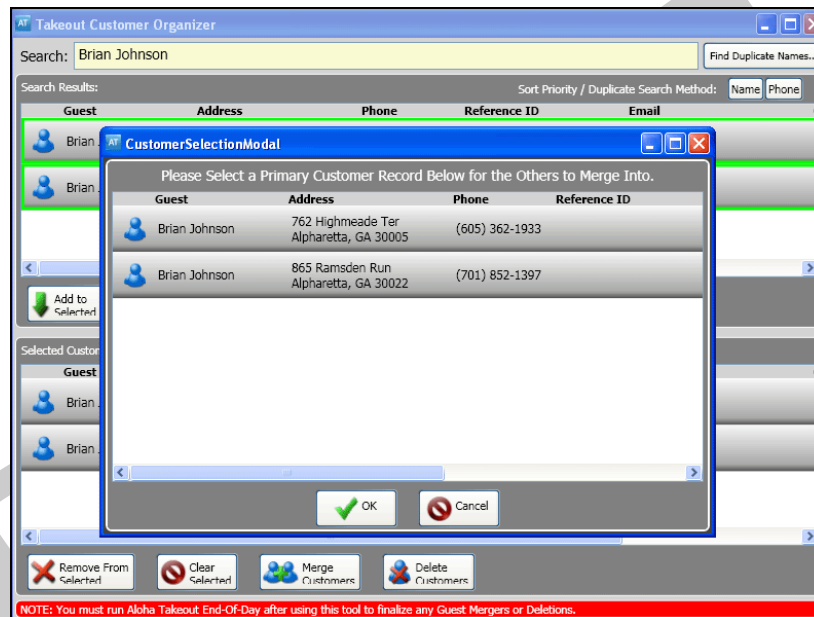 AT Takeout Customer Organizer
Search: Brian Johnson Find Duplicate Names...
Search Results: Sort Priority / Duplicate Search Method: Name Phone
Guest Address Phone Reference ID Email
Brian
AT CustomerSelectionModal
Please Select a Primary Customer Record Below for the Others to Merge Into.
Guest Address Phone Reference ID
Brian Johnson 762 Highmeade Ter (605) 362-1933
Alpharetta, GA 30005
Brian
Brian Johnson 865 Ramsden Run (701) 852-1397
Alpharetta, GA 30022
Add to
Selected
Selected Custom
Guest
Brian
Brian
OK Cancel
Remove From
Selected
Clear
Selected
Merge
Customers
Delete
Customers
NOTE: You must run Aloha Takeout End-Of-Day after using this tool to finalize any Guest Mergers or Deletions.